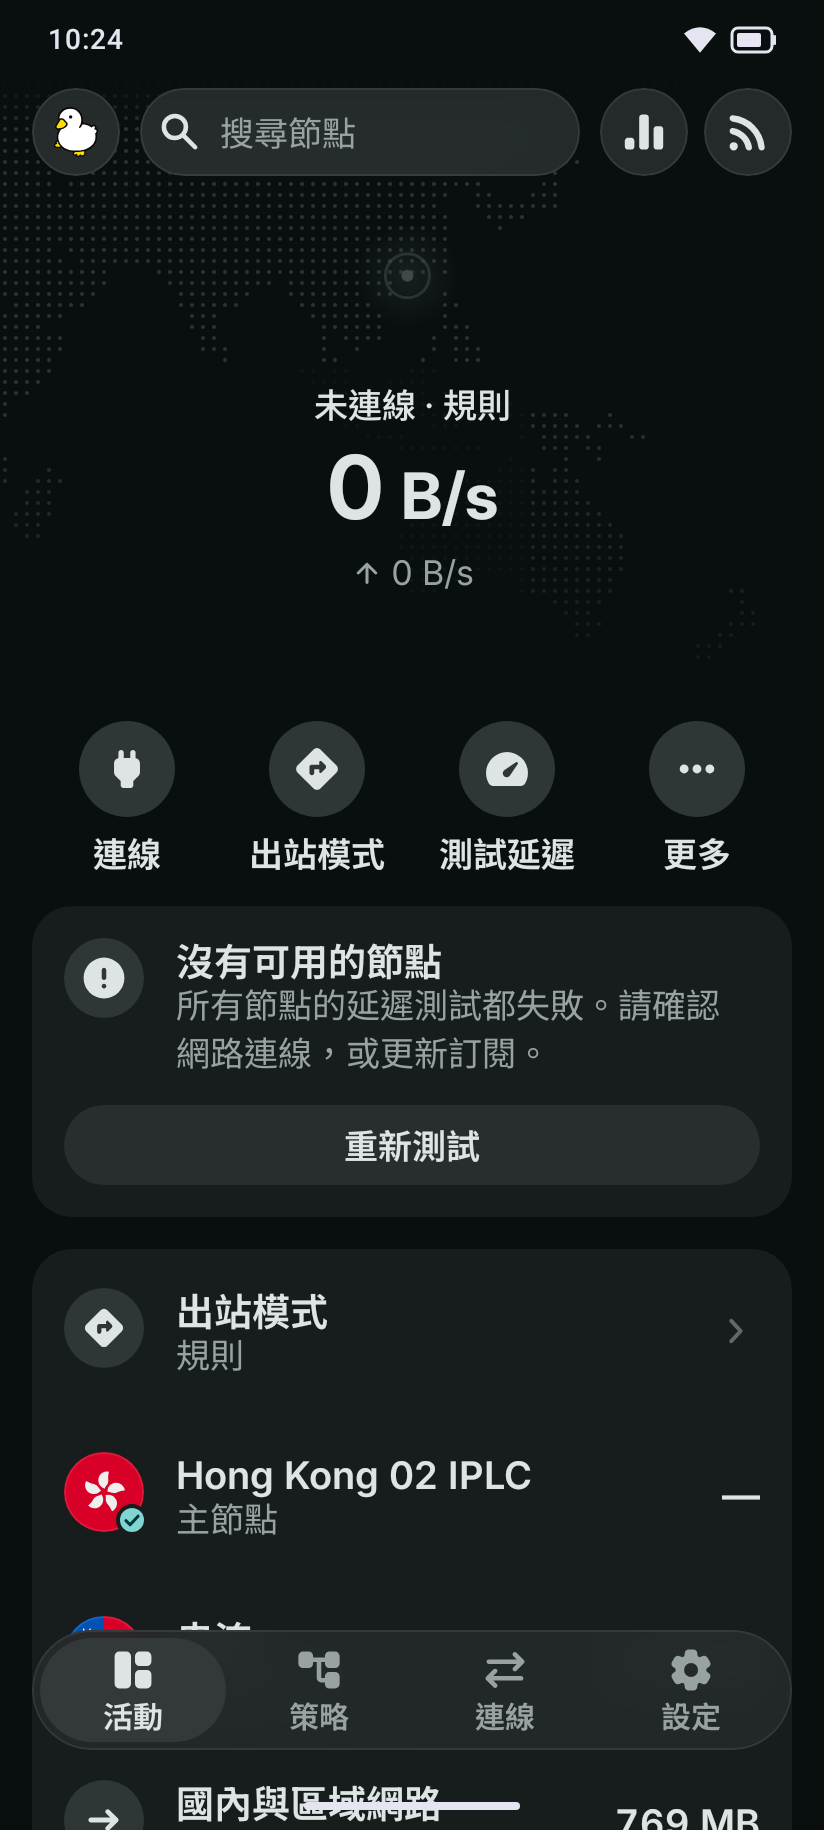 10:24
搜尋節點
未連線 · 規則
0 B/s
↑ 0 B/s
連線
出站模式
測試延遲
更多
沒有可用的節點
所有節點的延遲測試都失敗。請確認
網路連線，或更新訂閱。
重新測試
出站模式
規則
Hong Kong 02 IPLC
主節點
活動
策略
連線
設定
國內與區域網路
769 MB